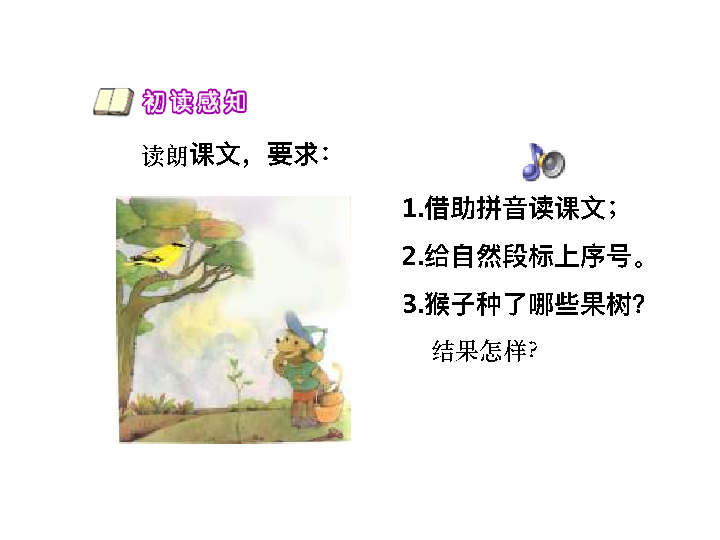 初读感知
读朗课文，要求：
1.借助拼音读课文；
2.给自然段标上序号。
3.猴子种了哪些果树？
结果怎样？